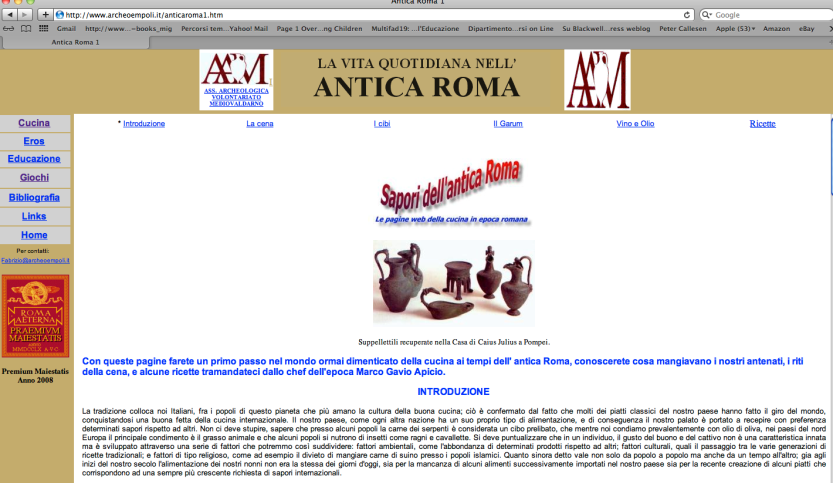 Antica Roma 1
http://www.archeoempoli.it/anticaroma1.htm
Google
Gmail http://www...~books_mig Percorsi tem...Yahoo! Mail Page 1 Over...ng Children Multifad19: ...l'Educazione Dipartimento...rsi on Line Su Blackwell...ress weblog Peter Callesen Apple (53) Amazon eBay
Antica Roma 1
ASS. ARCHEOLOGICA
VOLONTARIATO
MEDIOVALDARNO
LA VITA QUOTIDIANA NELL'
ANTICA ROMA
Cucina
Eros
Educazione
Giochi
Bibliografia
Links
Home
Per contatti:
Fabrizio@archeoempoli.it
ROMA
AETERNA
PRAEMIVM
MAIESTATIS
ANNO
MMDCCLX A.V.C.
Premium Maiestatis
Anno 2008
* Introduzione La cena I cibi Il Garum Vino e Olio Ricette
Sapori dell'antica Roma
Le pagine web della cucina in epoca romana
Suppellettili recuperate nella Casa di Caius Julius a Pompei.
Con queste pagine farete un primo passo nel mondo ormai dimenticato della cucina ai tempi dell' antica Roma, conoscerete cosa mangiavano i nostri antenati, i riti
della cena, e alcune ricette tramandateci dallo chef dell'epoca Marco Gavio Apicio.
INTRODUZIONE
La tradizione colloca noi Italiani, fra i popoli di questo pianeta che più amano la cultura della buona cucina; ciò è confermato dal fatto che molti dei piatti classici del nostro paese hanno fatto il giro del mondo,
conquistandosi una buona fetta della cucina internazionale. Il nostro paese, come ogni altra nazione ha un suo proprio tipo di alimentazione, e di conseguenza il nostro palato è portato a recepire con preferenza
determinati sapori rispetto ad altri. Non ci deve stupire, sapere che presso alcuni popoli la carne dei serpenti è considerata un cibo prelibato, che mentre noi condiamo prevalentemente con olio di oliva, nei paesi del nord
Europa il principale condimento è il grasso animale e che alcuni popoli si nutrono di insetti come ragni e cavallette. Si deve puntualizzare che in un individuo, il gusto del buono e del cattivo non è una caratteristica innata
ma è sviluppato attraverso una serie di fattori che potremmo così suddividere: fattori ambientali, come l'abbondanza di determinati prodotti rispetto ad altri; fattori culturali, quali il passaggio tra le varie generazioni di
ricette tradizionali; e fattori di tipo religioso, come ad esempio il divieto di mangiare carne di suino presso i popoli islamici. Quanto sinora detto vale non solo da popolo a popolo ma anche da un tempo all'altro; gia agli
inizi del nostro secolo l'alimentazione dei nostri nonni non era la stessa dei giorni d'oggi, sia per la mancanza di alcuni alimenti successivamente importati nel nostro paese sia per la recente creazione di alcuni piatti che
corrispondono ad una sempre più crescente richiesta di sapori internazionali.